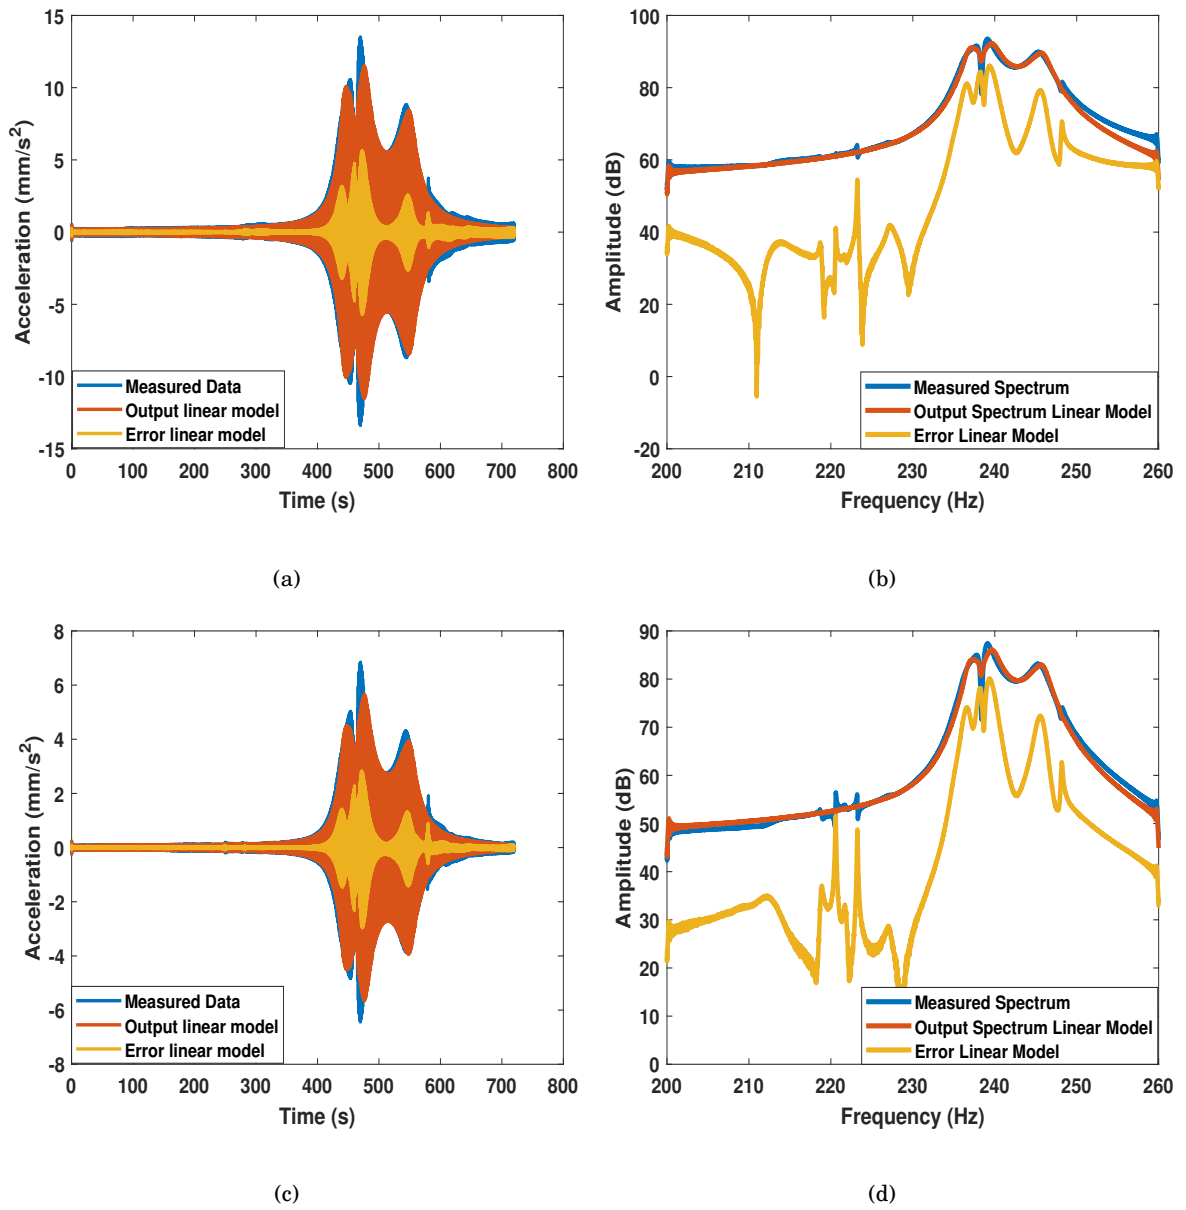 15
10
5
0
-5
-10
-15
0 100 200 300 400 500 600 700 800
Acceleration (mm/s²)
Time (s)
Measured Data
Output linear model
Error linear model
(a)
100
80
60
40
20
0
-20
200 210 220 230 240 250 260
Amplitude (dB)
Frequency (Hz)
Measured Spectrum
Output Spectrum Linear Model
Error Linear Model
(b)
8
6
4
2
0
-2
-4
-6
-8
0 100 200 300 400 500 600 700 800
Acceleration (mm/s²)
Time (s)
Measured Data
Output linear model
Error linear model
(c)
90
80
70
60
50
40
30
20
10
0
200 210 220 230 240 250 260
Amplitude (dB)
Frequency (Hz)
Measured Spectrum
Output Spectrum Linear Model
Error Linear Model
(d)